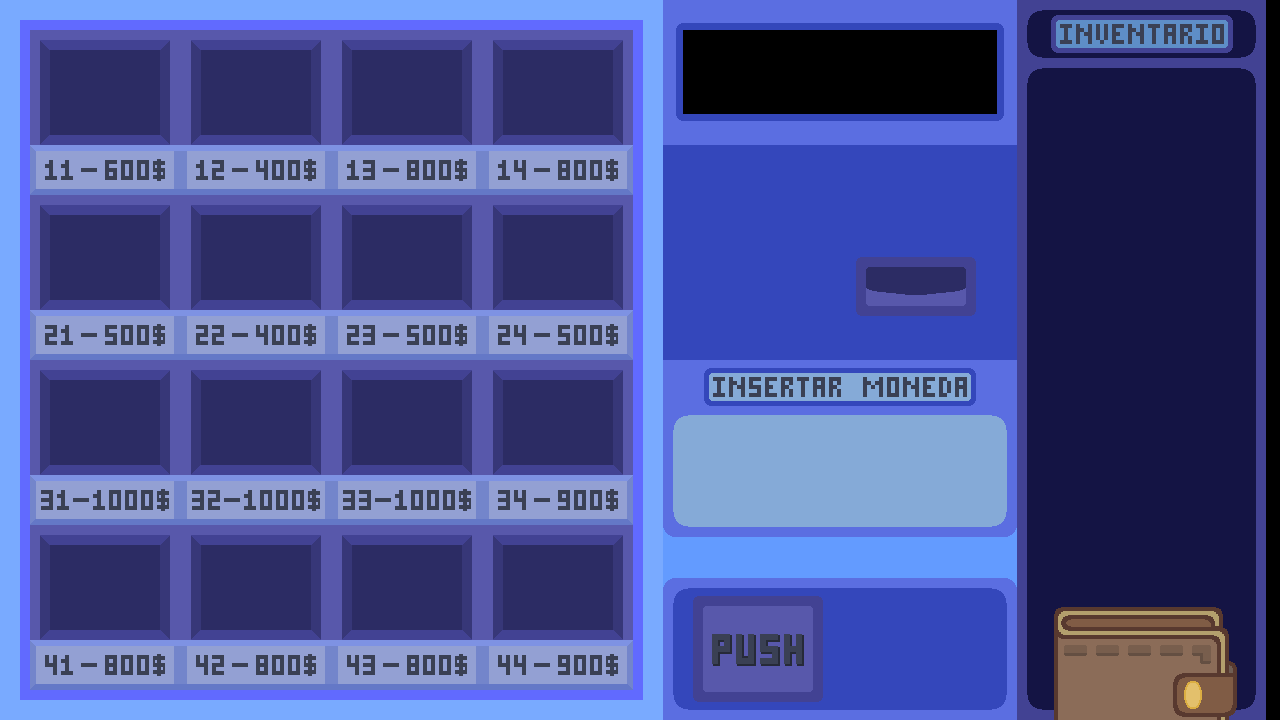 11-600$ 12-400$ 13-800$ 14-800$
21-500$ 22-400$ 23-500$ 24-500$
31-1000$ 32-1000$ 33-1000$ 34-900$
41-800$ 42-800$ 43-800$ 44-900$
INSERTAR MONEDA
PUSH
INVENTARIO